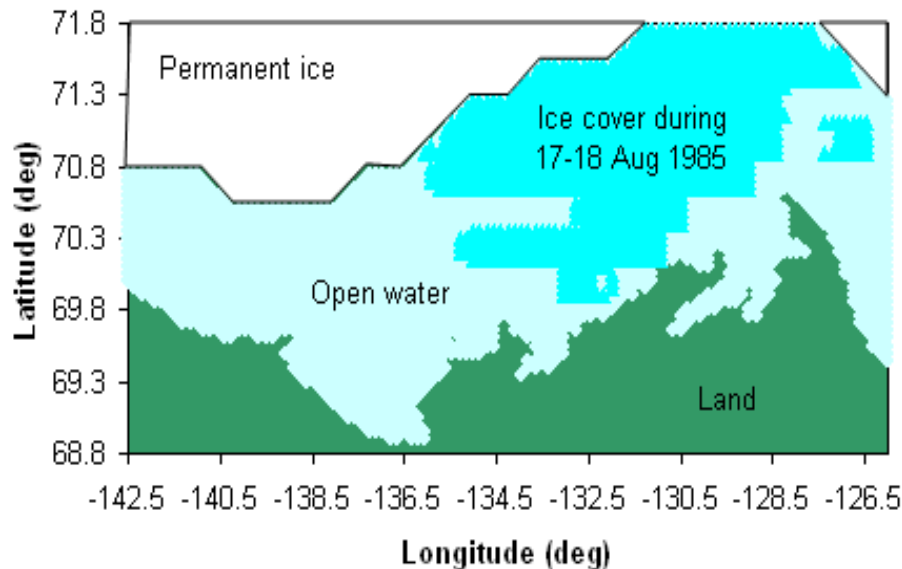 71.8
71.3
70.8
70.3
69.8
69.3
68.8
Latitude (deg)
Permanent ice
Ice cover during
17-18 Aug 1985
Open water
Land
-142.5 -140.5 -138.5 -136.5 -134.5 -132.5 -130.5 -128.5 -126.5
Longitude (deg)